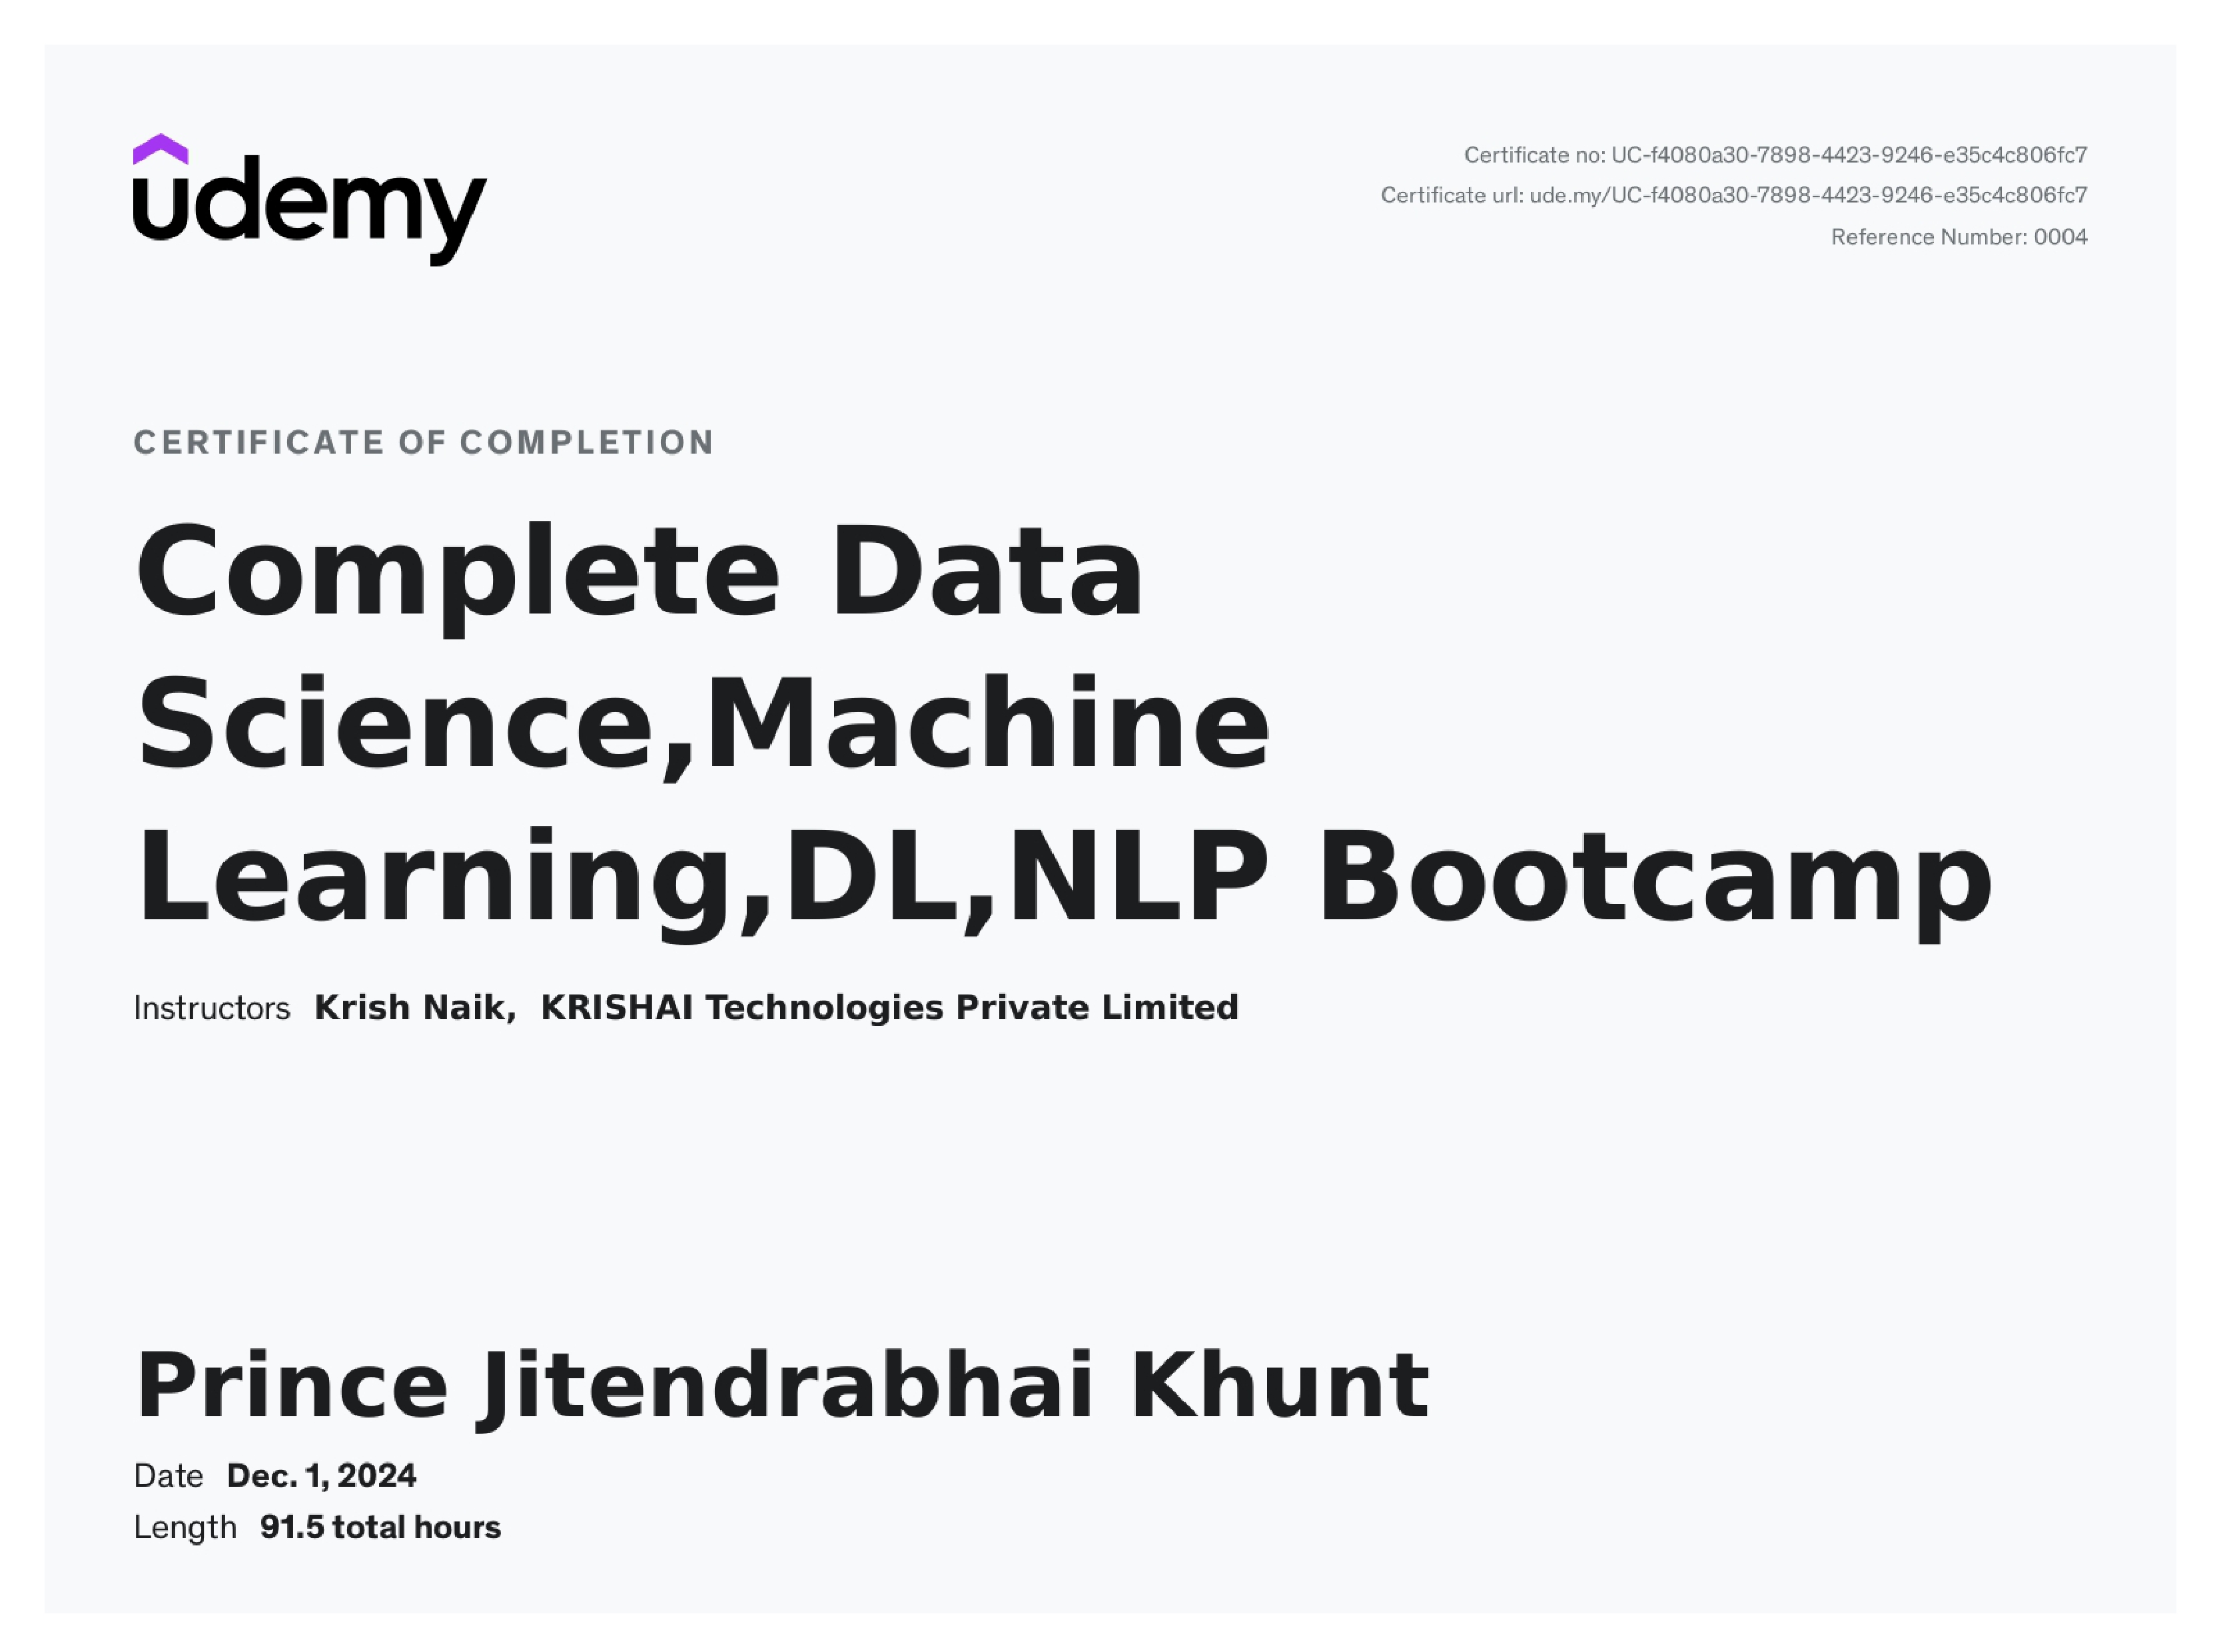 udemy
Certificate no: UC-f4080a30-7898-4423-9246-e35c4c806fc7
Certificate url: ude.my/UC-f4080a30-7898-4423-9246-e35c4c806fc7
Reference Number: 0004
CERTIFICATE OF COMPLETION
Complete Data
Science,Machine
Learning,DL,NLP Bootcamp
Instructors Krish Naik, KRISHAI Technologies Private Limited
Prince Jitendrabhai Khunt
Date Dec. 1, 2024
Length 91.5 total hours